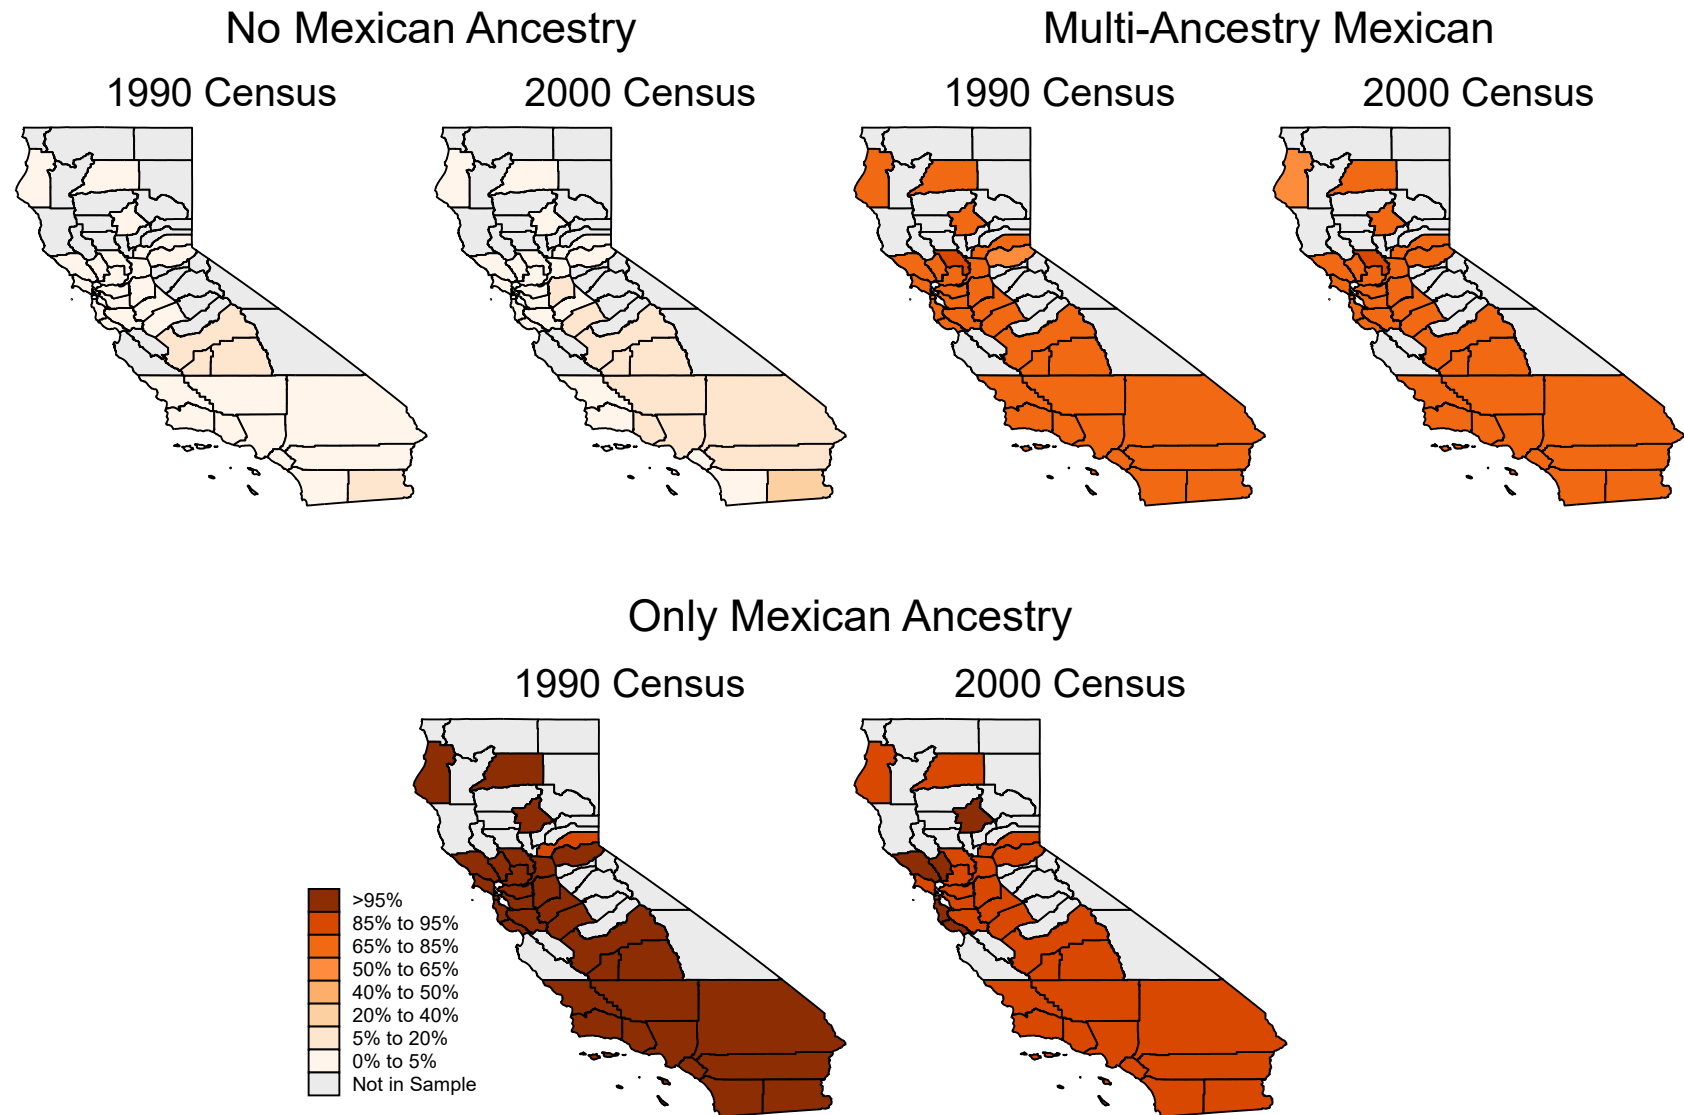 No Mexican Ancestry
Multi-Ancestry Mexican
1990 Census
2000 Census
1990 Census
2000 Census
Only Mexican Ancestry
1990 Census
2000 Census
>95%
85% to 95%
65% to 85%
50% to 65%
40% to 50%
20% to 40%
5% to 20%
0% to 5%
Not in Sample